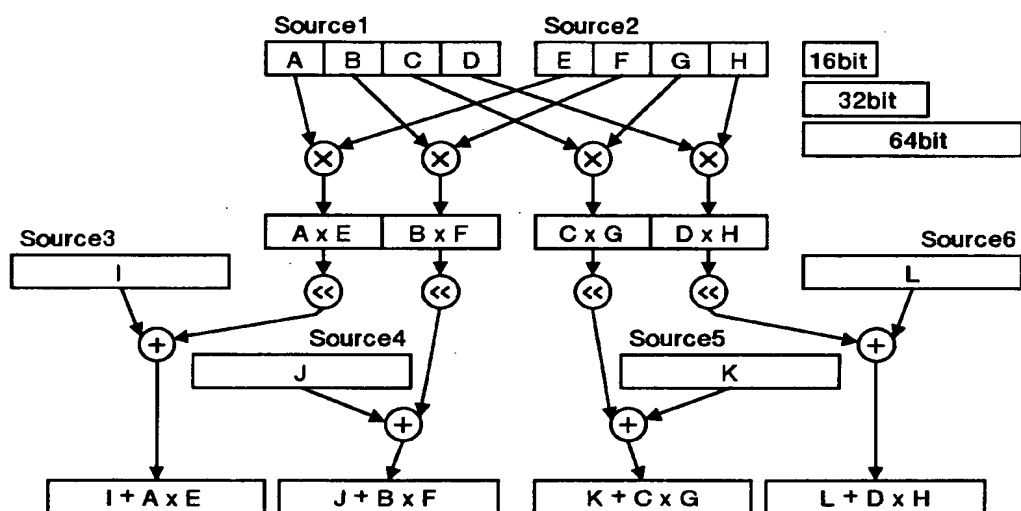 Source1 Source2
A B C D E F G H 16bit
32bit
64bit
× × × ×
A x E B x F C x G D x H
Source3 Source6
I L
<< << << <<
+ Source4 Source5 +
J K
+ +
I + A x E J + B x F K + C x G L + D x H